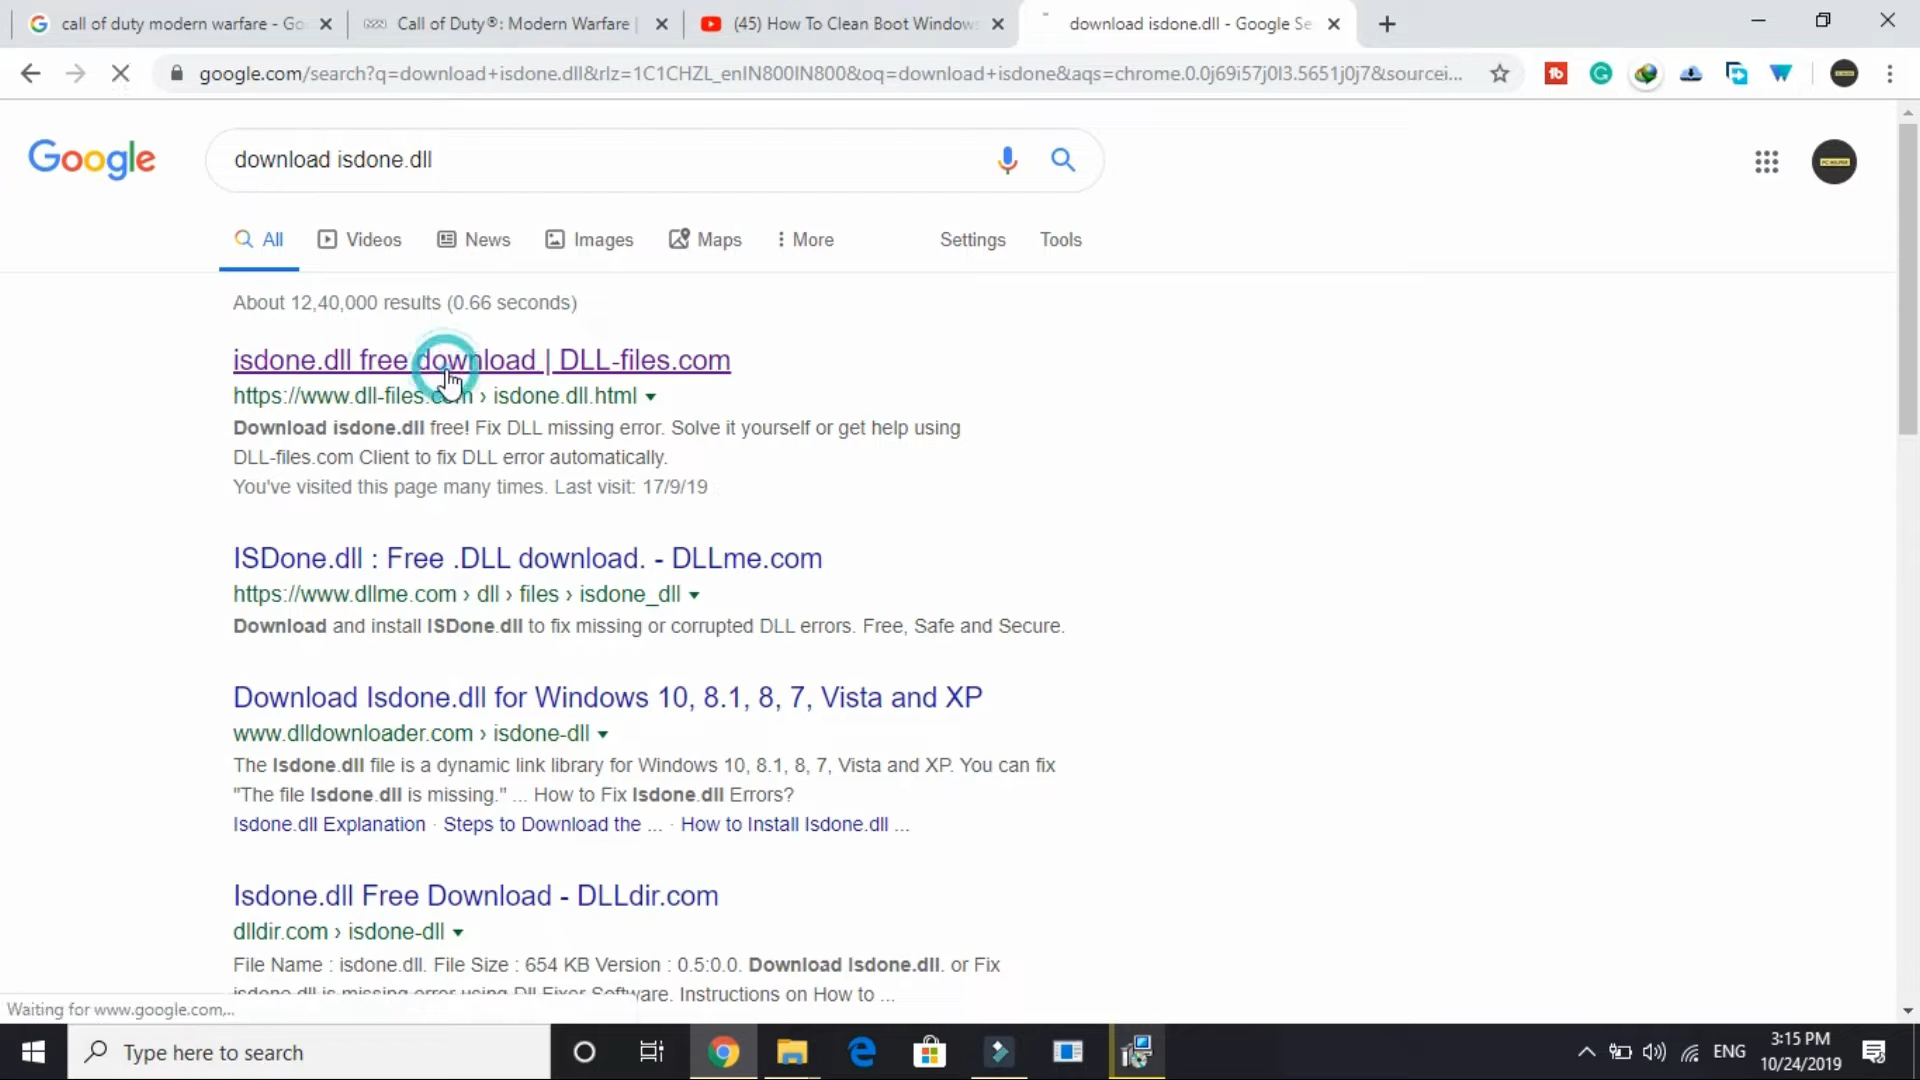 call of duty modern warfare - Go
Call of Duty®: Modern Warfare |
(45) How To Clean Boot Windows
download isdone.dll - Google Se
google.com/search?q=download+isdone.dll&rlz=1C1CHZL_enIN800IN800&oq=download+isdone&aqs=chrome.0.0j69i57j0l3.5651j0j7&sourcei...
Google
download isdone.dll
PC HELPER
All
Videos
News
Images
Maps
More
Settings
Tools
About 12,40,000 results (0.66 seconds)
isdone.dll free download | DLL-files.com
https://www.dll-files.com › isdone.dll.html
Download isdone.dll free! Fix DLL missing error. Solve it yourself or get help using
DLL-files.com Client to fix DLL error automatically.
You've visited this page many times. Last visit: 17/9/19
ISDone.dll : Free .DLL download. - DLLme.com
https://www.dllme.com › dll › files › isdone_dll
Download and install ISDone.dll to fix missing or corrupted DLL errors. Free, Safe and Secure.
Download Isdone.dll for Windows 10, 8.1, 8, 7, Vista and XP
www.dlldownloader.com › isdone-dll
The Isdone.dll file is a dynamic link library for Windows 10, 8.1, 8, 7, Vista and XP. You can fix
"The file Isdone.dll is missing." ... How to Fix Isdone.dll Errors?
Isdone.dll Explanation · Steps to Download the ... · How to Install Isdone.dll ...
Isdone.dll Free Download - DLLdir.com
dlldir.com › isdone-dll
File Name : isdone.dll. File Size : 654 KB Version : 0.5:0.0. Download Isdone.dll. or Fix
isdone.dll is missing error using Dll Fixer Software. Instructions on How to ...
Waiting for www.google.com,...
Type here to search
ENG
3:15 PM
10/24/2019